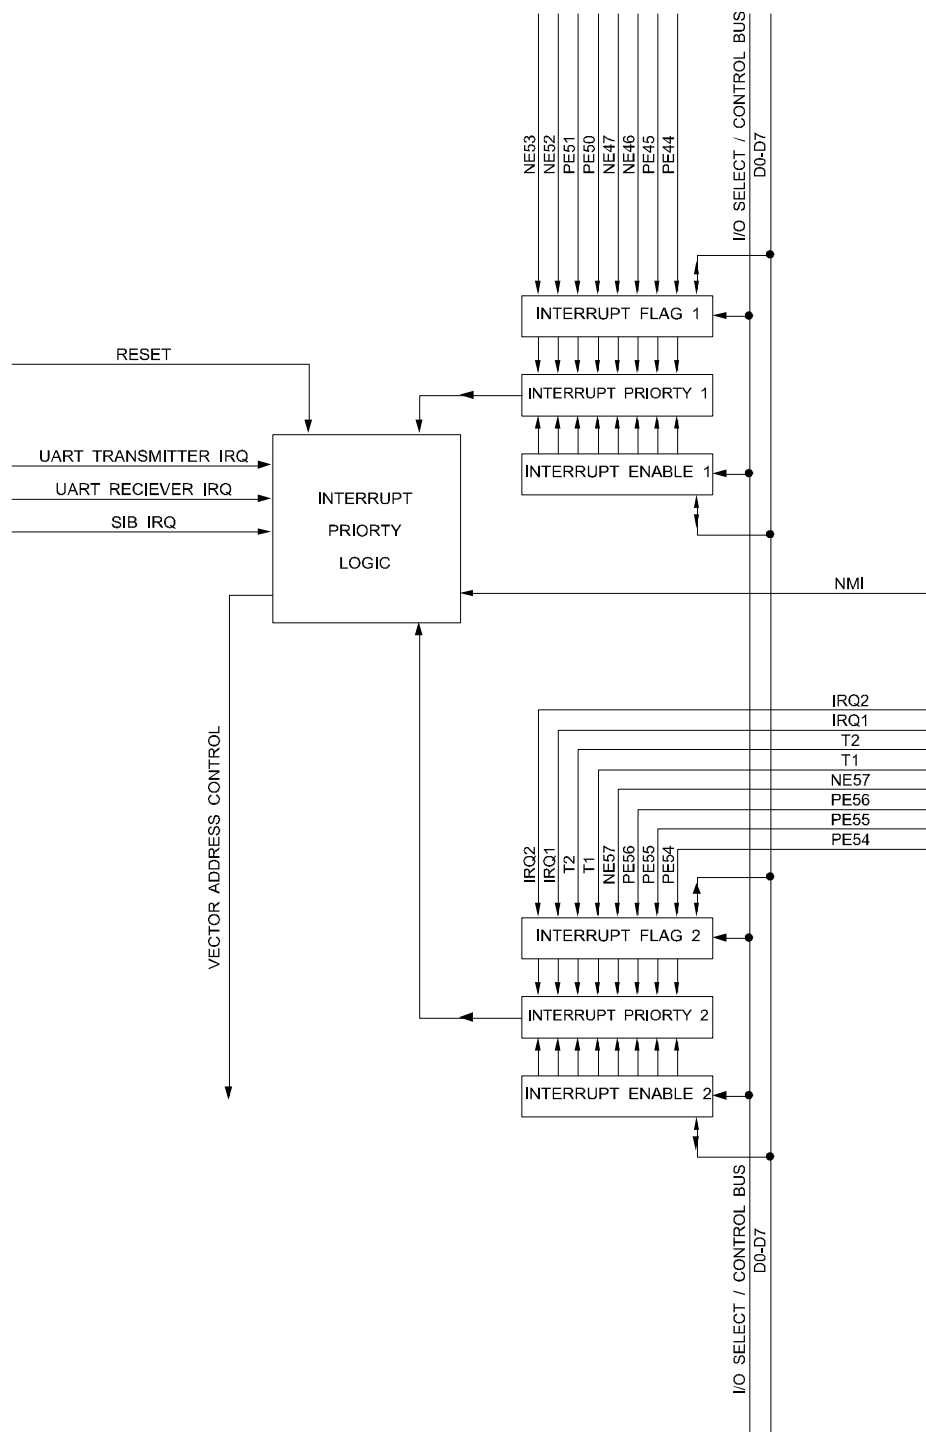 NE53
NE52
PE51
PE50
NE47
NE46
PE45
PE44
I/O SELECT / CONTROL BUS
D0-D7
INTERRUPT FLAG 1
RESET
INTERRUPT PRIORTY 1
UART TRANSMITTER IRQ
INTERRUPT ENABLE 1
UART RECIEVER IRQ
SIB IRQ
INTERRUPT
PRIORTY
LOGIC
NMI
IRQ2
IRQ1
T2
T1
NE57
PE56
PE55
PE54
VECTOR ADDRESS CONTROL
IRQ2
IRQ1
T2
T1
NE57
PE56
PE55
PE54
INTERRUPT FLAG 2
INTERRUPT PRIORTY 2
INTERRUPT ENABLE 2
I/O SELECT / CONTROL BUS
D0-D7